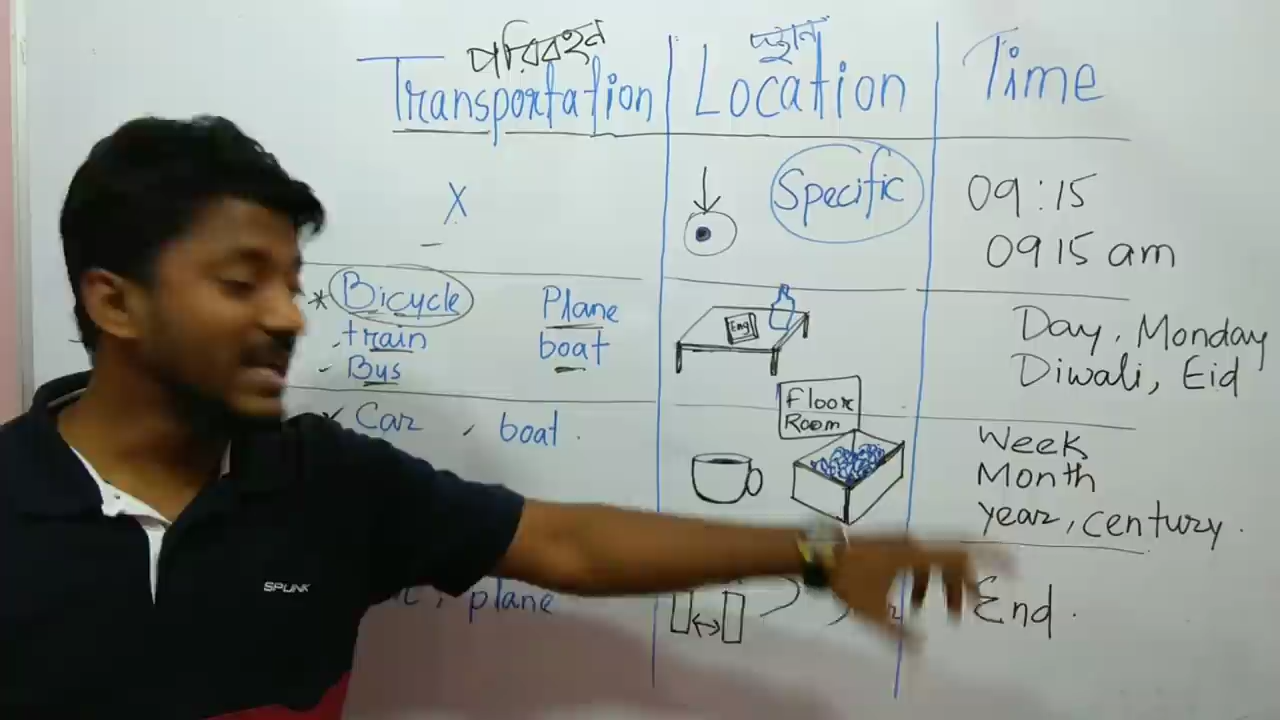 পরিবহন
স্থান
Transportation
Location
Time
X
Specific
09:15
0915 am
* Bicycle
Plane
train
boat
Bus
Eng
Day, Monday
Diwali, Eid
Car, boat.
Floor
Room
Week
Month
Year, century.
plane
End.
SPUNK